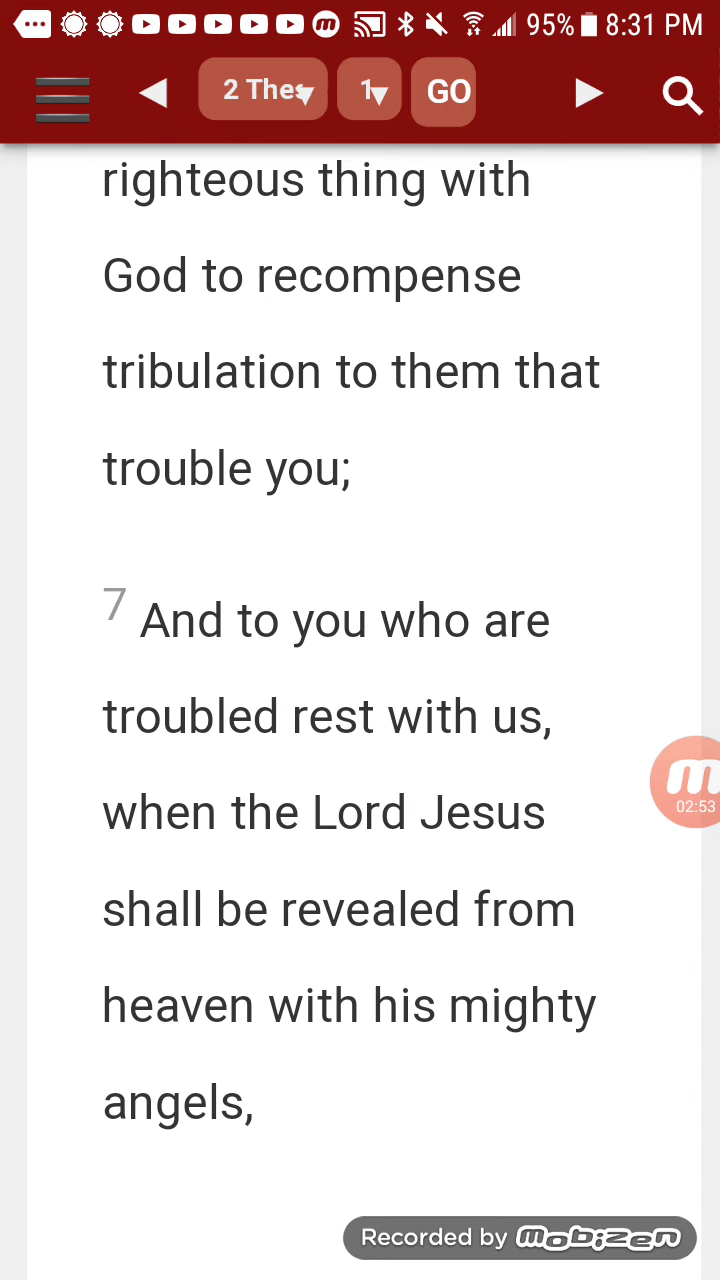 95% 8:31 PM
2 Thes 1 GO
righteous thing with
God to recompense
tribulation to them that
trouble you;
7 And to you who are
troubled rest with us,
when the Lord Jesus
shall be revealed from
heaven with his mighty
angels,
m
02:53
Recorded by mobizen